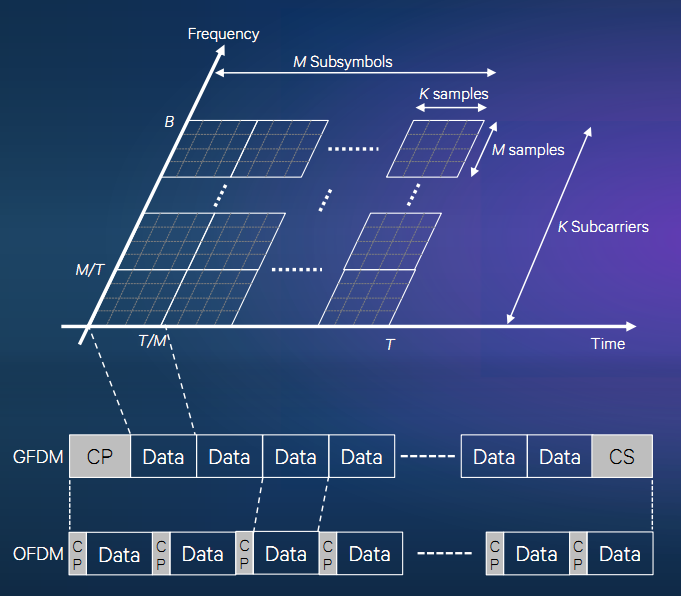 Frequency
M Subsymbols
K samples
B
M samples
K Subcarriers
M/T
T/M
T
Time
GFDM CP Data Data Data Data Data Data CS
OFDM CP Data CP Data CP Data CP Data CP Data CP Data